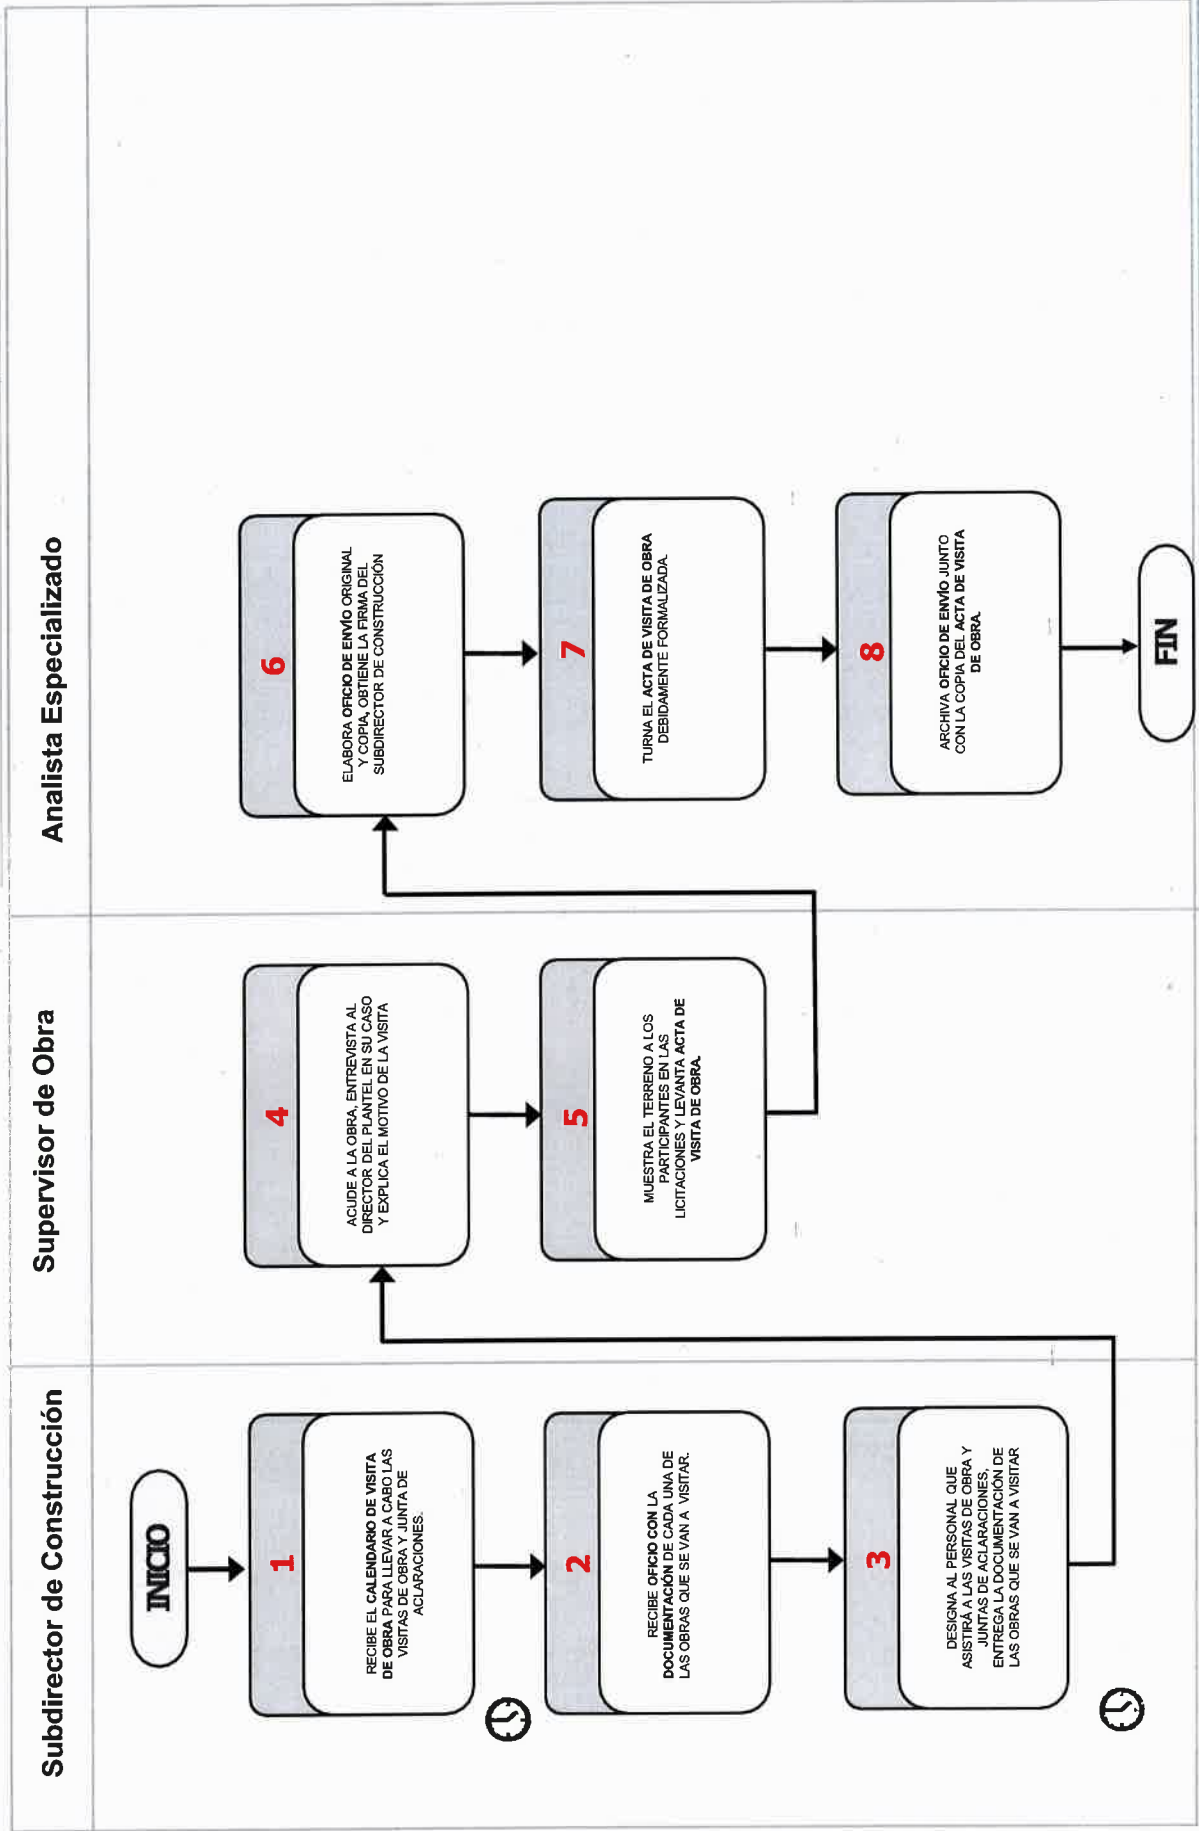 Subdirector de Construcción
Supervisor de Obra
Analista Especializado
INICIO
1
RECIBE EL CALENDARIO DE VISITA
DE OBRA PARA LLEVAR A CABO LAS
VISITAS DE OBRA Y JUNTA DE
ACLARACIONES.
2
RECIBE OFICIO CON LA
DOCUMENTACIÓN DE CADA UNA DE
LAS OBRAS QUE SE VAN A VISITAR.
3
DESIGNA AL PERSONAL QUE
ASISTIRÁ A LAS VISITAS DE OBRA Y
JUNTAS DE ACLARACIONES,
ENTREGA LA DOCUMENTACIÓN DE
LAS OBRAS QUE SE VAN A VISITAR
4
ACUDE A LA OBRA, ENTREVISTA AL
DIRECTOR DEL PLANTEL EN SU CASO
Y EXPLICA EL MOTIVO DE LA VISITA
5
MUESTRA EL TERRENO A LOS
PARTICIPANTES EN LAS
LICITACIONES Y LEVANTA ACTA DE
VISITA DE OBRA.
6
ELABORA OFICIO DE ENVÍO ORIGINAL
Y COPIA, OBTIENE LA FIRMA DEL
SUBDIRECTOR DE CONSTRUCCIÓN
7
TURNA EL ACTA DE VISITA DE OBRA
DEBIDAMENTE FORMALIZADA.
8
ARCHIVA OFICIO DE ENVÍO JUNTO
CON LA COPIA DEL ACTA DE VISITA
DE OBRA.
FIN